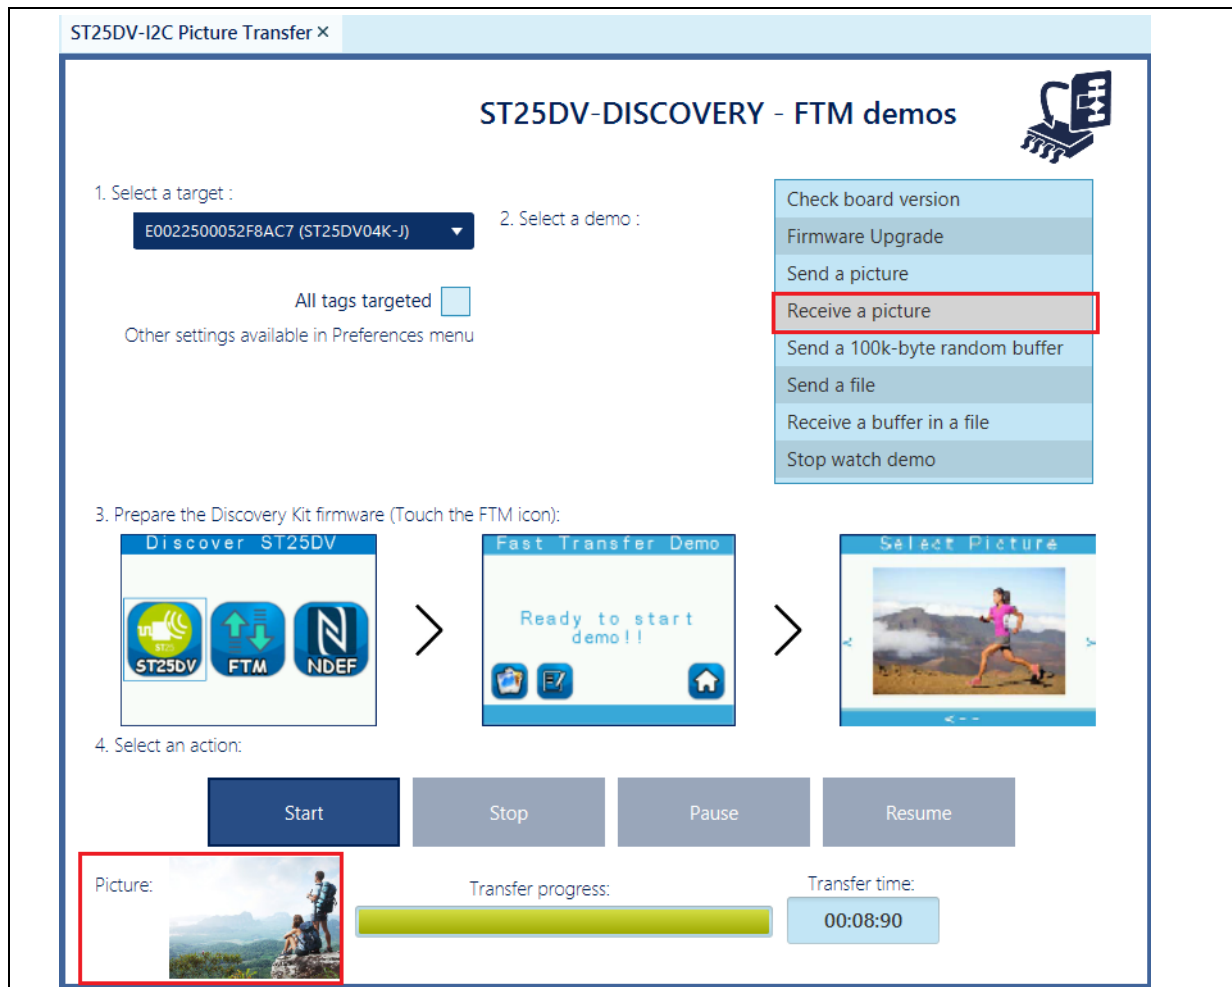 ST25DV-I2C Picture Transfer ×
ST25DV-DISCOVERY - FTM demos
1. Select a target :
E0022500052F8AC7 (ST25DV04K-J)
All tags targeted
Other settings available in Preferences menu
2. Select a demo :
Check board version
Firmware Upgrade
Send a picture
Receive a picture
Send a 100k-byte random buffer
Send a file
Receive a buffer in a file
Stop watch demo
3. Prepare the Discovery Kit firmware (Touch the FTM icon):
Discover ST25DV
ST25
ST25DV
FTM
NDEF
Fast Transfer Demo
Ready to start
demo!!
Select Picture
<
>
<--
4. Select an action:
Start
Stop
Pause
Resume
Picture:
Transfer progress:
Transfer time:
00:08:90